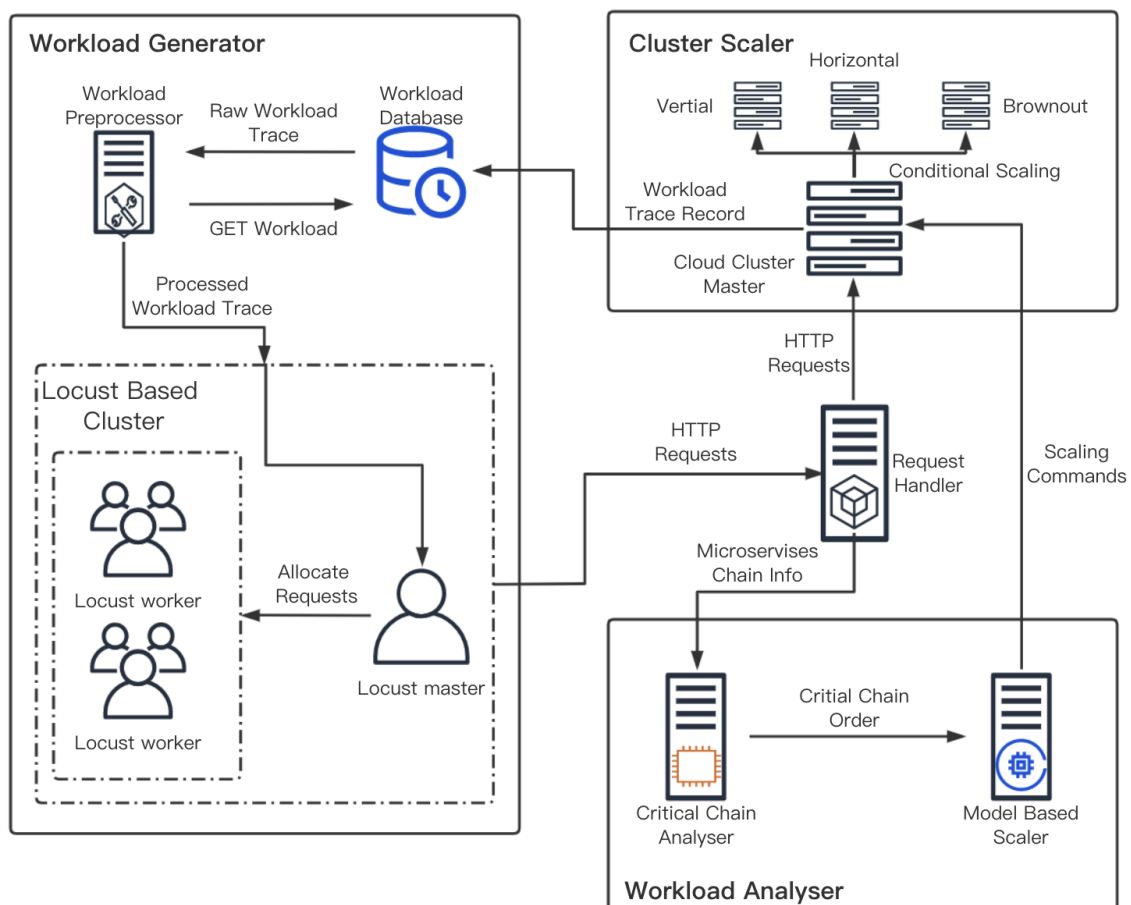 Workload Generator
Workload
Preprocessor
Raw Workload
Trace
Workload
Database
GET Workload
Processed
Workload Trace
Locust Based
Cluster
Locust worker
Locust worker
Allocate
Requests
Locust master
Cluster Scaler
Horizontal
Vertial
Brownout
Conditional Scaling
Workload
Trace Record
Cloud Cluster
Master
HTTP
Requests
HTTP
Requests
Request
Handler
Scaling
Commands
Microservises
Chain Info
Critial Chain
Order
Critical Chain
Analyser
Model Based
Scaler
Workload Analyser